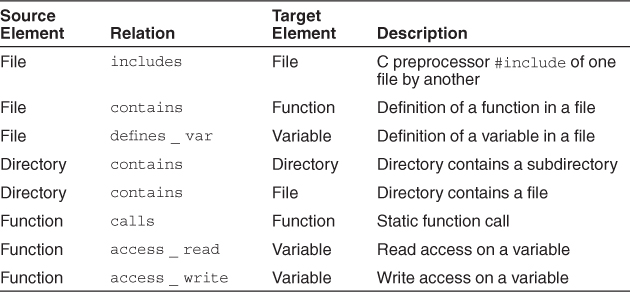 Source Element Relation Target Element Description
File includes File C preprocessor #include of one file by another
File contains Function Definition of a function in a file
File defines _ var Variable Definition of a variable in a file
Directory contains Directory Directory contains a subdirectory
Directory contains File Directory contains a file
Function calls Function Static function call
Function access _ read Variable Read access on a variable
Function access _ write Variable Write access on a variable